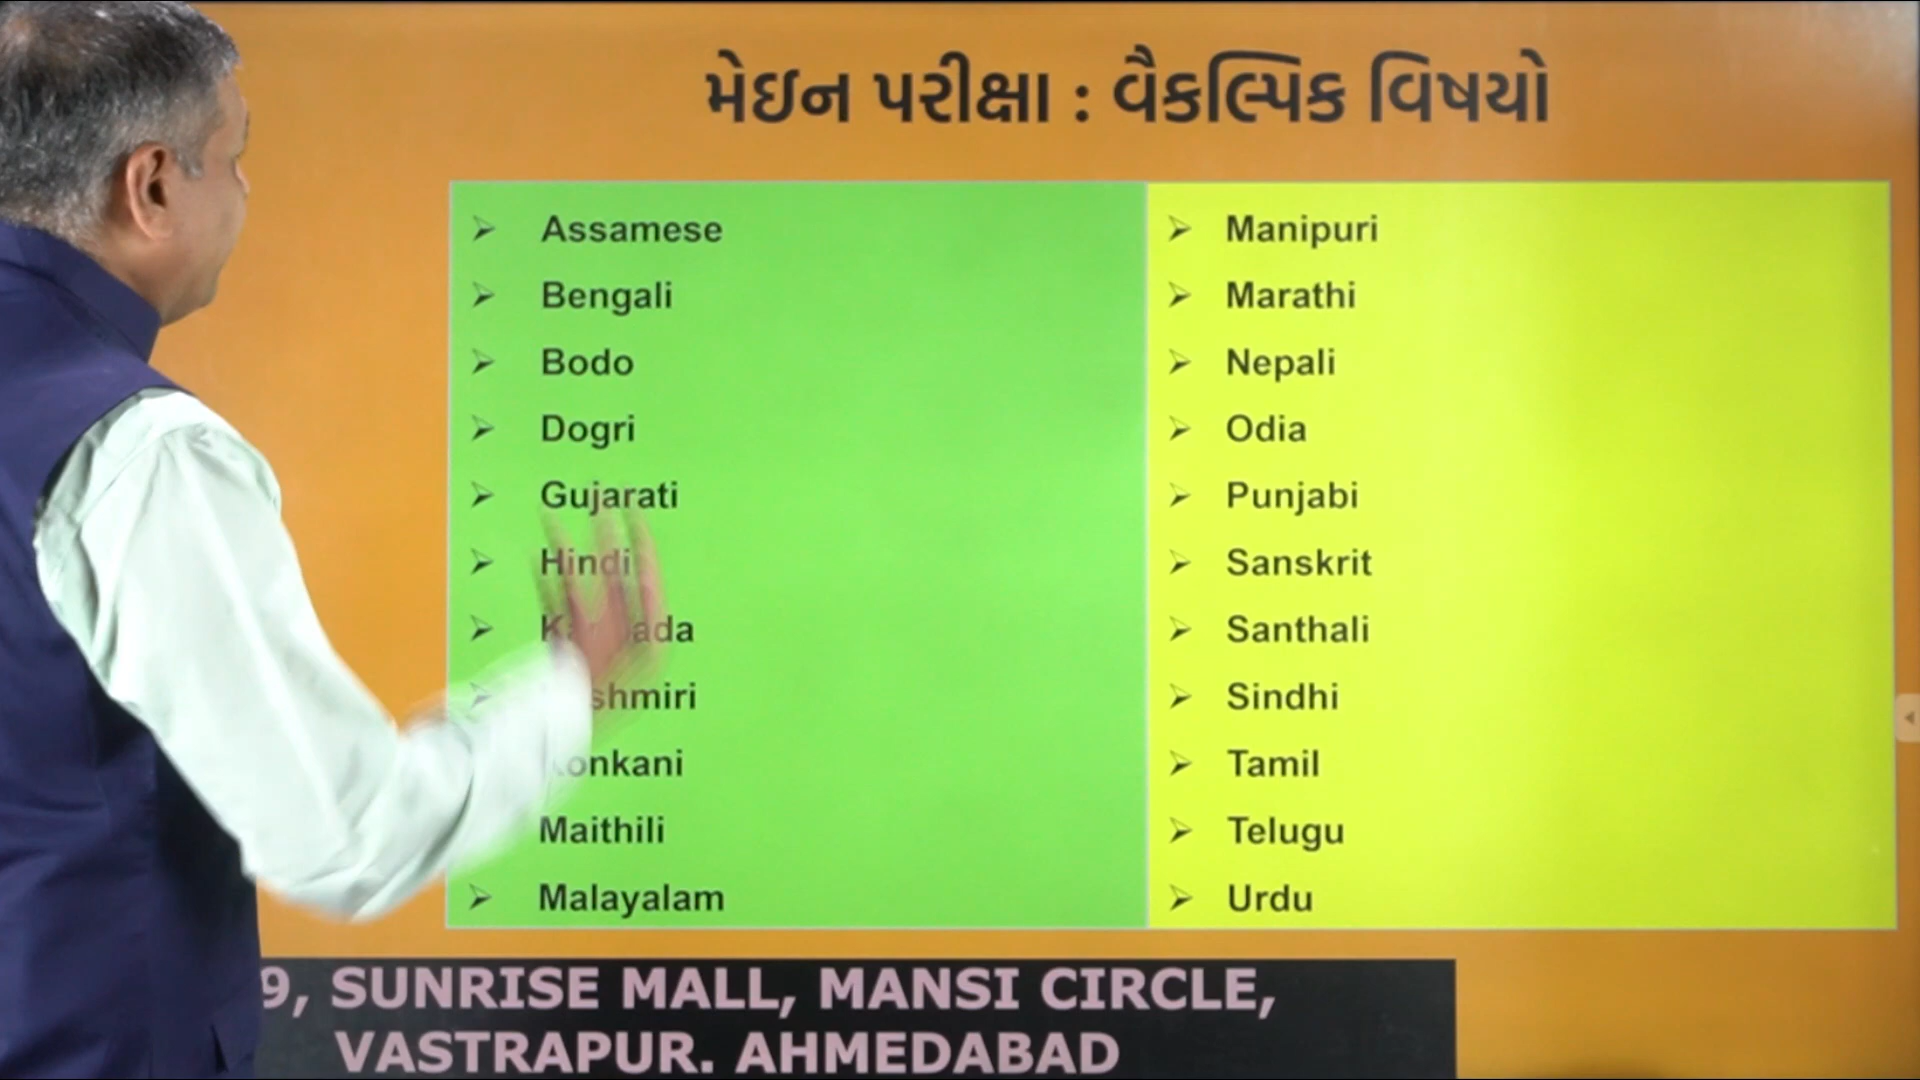 મેઇન પરીક્ષા : વૈકલ્પિક વિષયો
Assamese
Bengali
Bodo
Dogri
Gujarati
Hindi
Konkani
Maithili
Malayalam
Manipuri
Marathi
Nepali
Odia
Punjabi
Sanskrit
Santhali
Sindhi
Tamil
Telugu
Urdu
9, SUNRISE MALL, MANSI CIRCLE,
VASTRAPUR. AHMEDABAD